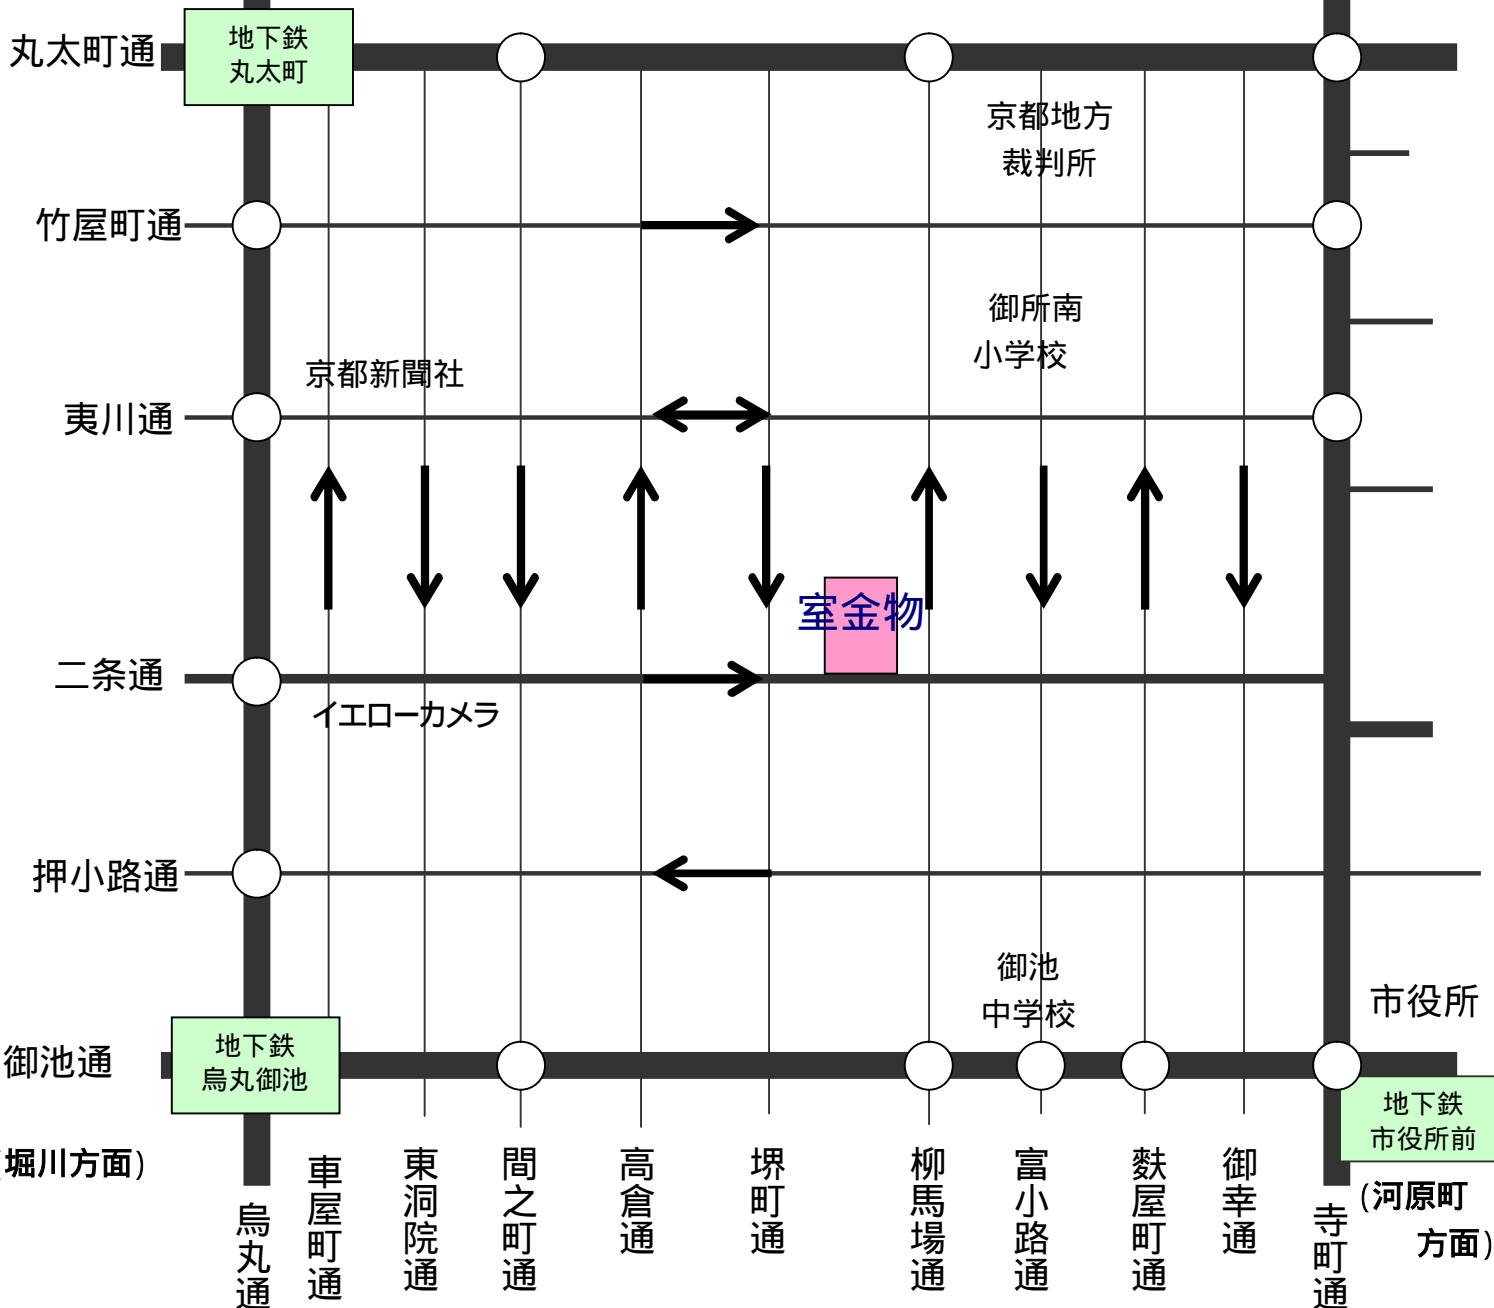 丸太町通
地下鉄
丸太町
京都地方
裁判所
竹屋町通
御所南
小学校
京都新聞社
夷川通
室金物
二条通
イエローカメラ
押小路通
御池
中学校
市役所
御池通
地下鉄
烏丸御池
地下鉄
市役所前
(堀川方面)
烏丸通
車屋町通
東洞院通
間之町通
高倉通
堺町通
柳馬場通
富小路通
麩屋町通
御幸通
寺町通
(河原町
方面)